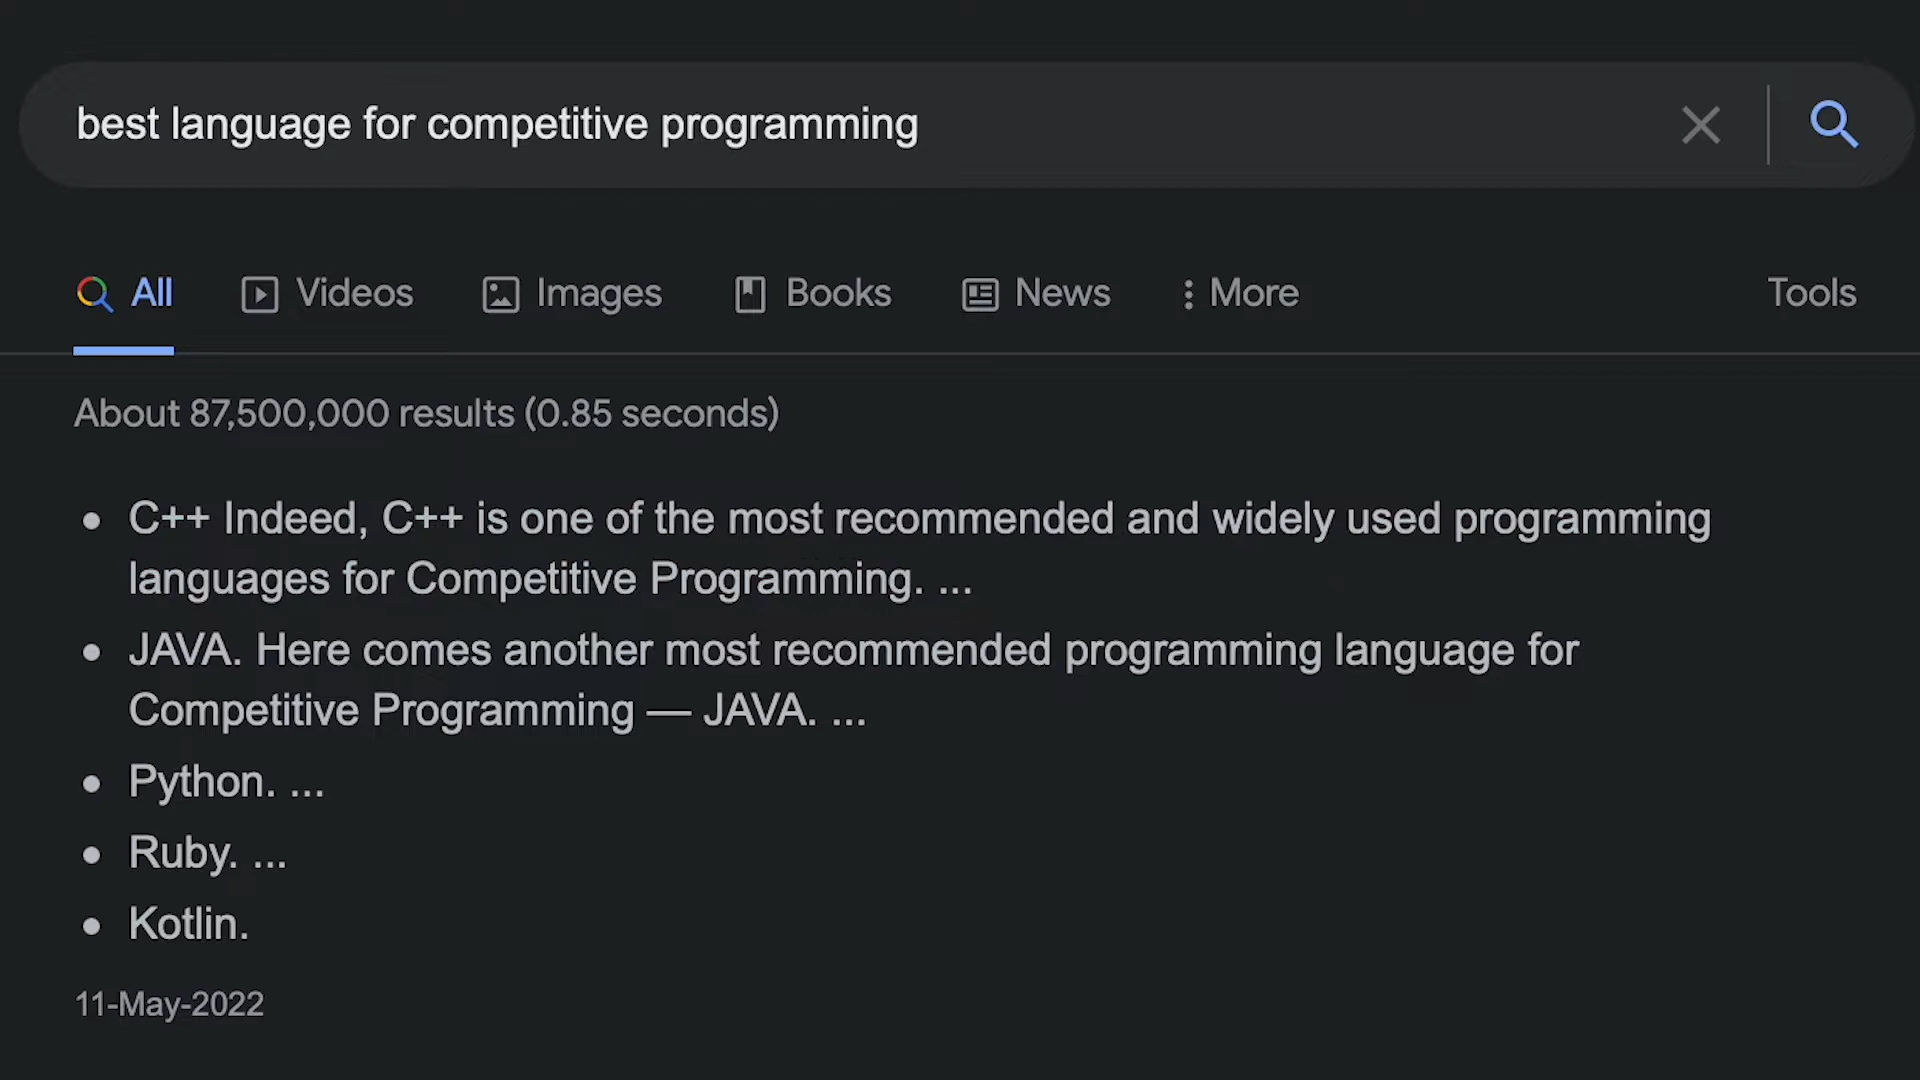 best language for competitive programming
All Videos Images Books News More Tools
About 87,500,000 results (0.85 seconds)
• C++ Indeed, C++ is one of the most recommended and widely used programming
languages for Competitive Programming. ...
• JAVA. Here comes another most recommended programming language for
Competitive Programming — JAVA. ...
• Python. ...
• Ruby. ...
• Kotlin.
11-May-2022